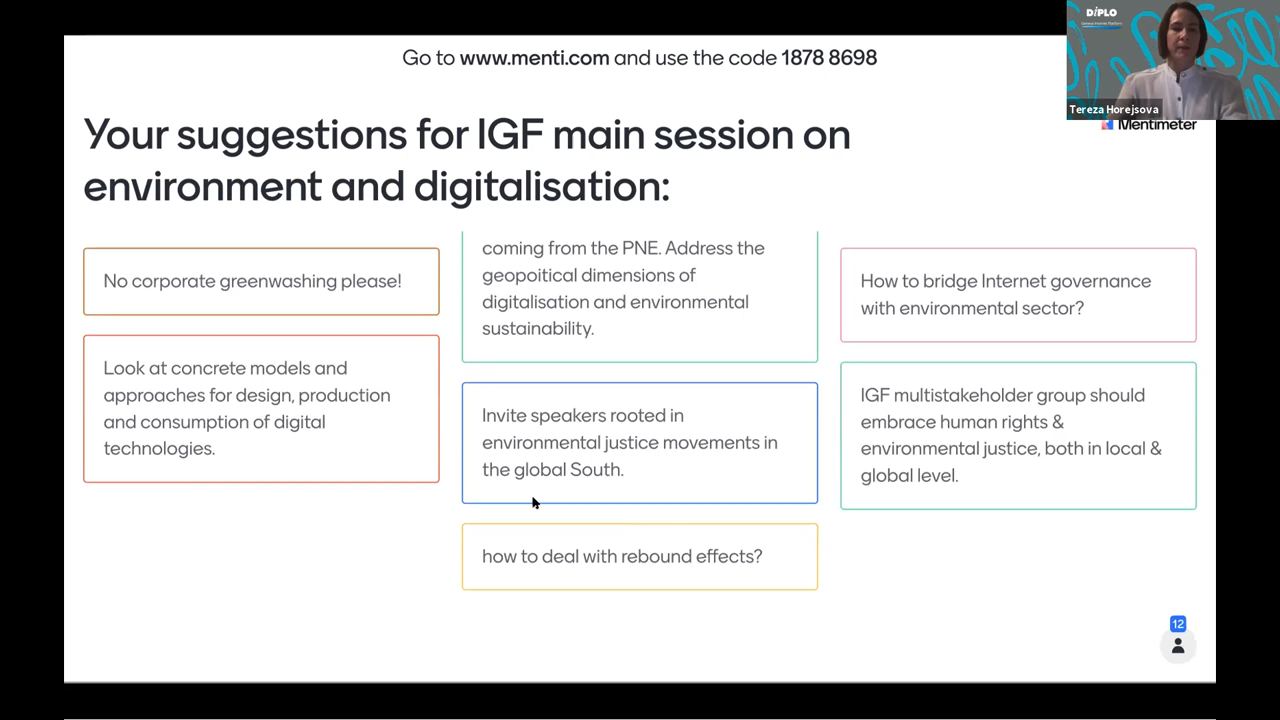 Go to www.menti.com and use the code 1878 8698
DiPLO
Tereza Horejsova
Mentimeter
Your suggestions for IGF main session on
environment and digitalisation:
No corporate greenwashing please!
Look at concrete models and
approaches for design, production
and consumption of digital
technologies.
coming from the PNE. Address the
geopoitical dimensions of
digitalisation and environmental
sustainability.
Invite speakers rooted in
environmental justice movements in
the global South.
how to deal with rebound effects?
How to bridge Internet governance
with environmental sector?
IGF multistakeholder group should
embrace human rights &
environmental justice, both in local &
global level.
12